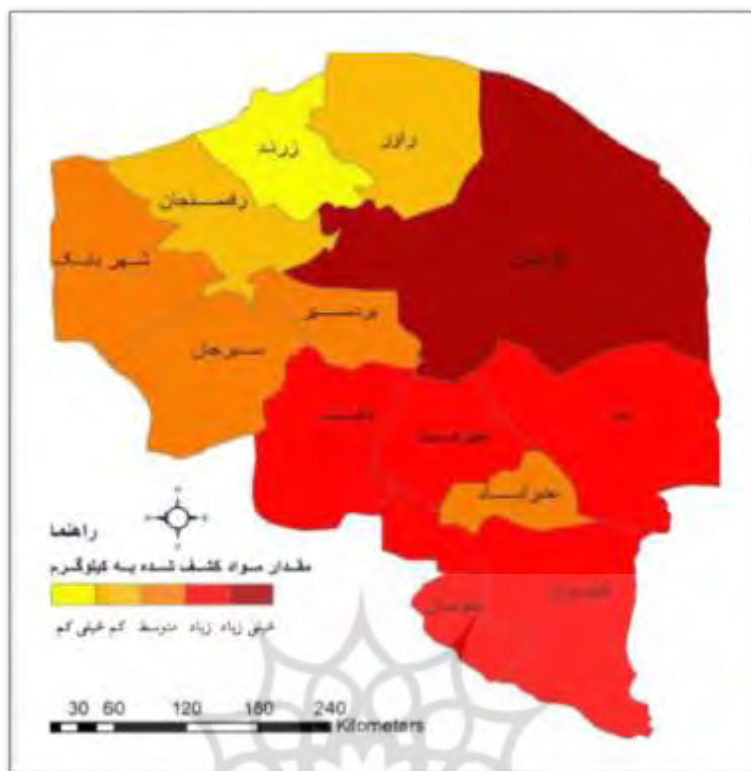 راور
زرند
رفسنجان
شهر بابک
بردسیر
سیرجان
بافت
جیرفت
بم
عنبرآباد
راهنما
مقدار مواد کشف شده به کیلوگرم
خیلی کم کم متوسط زیاد خیلی زیاد
30 60 120 180 240
Kilometers